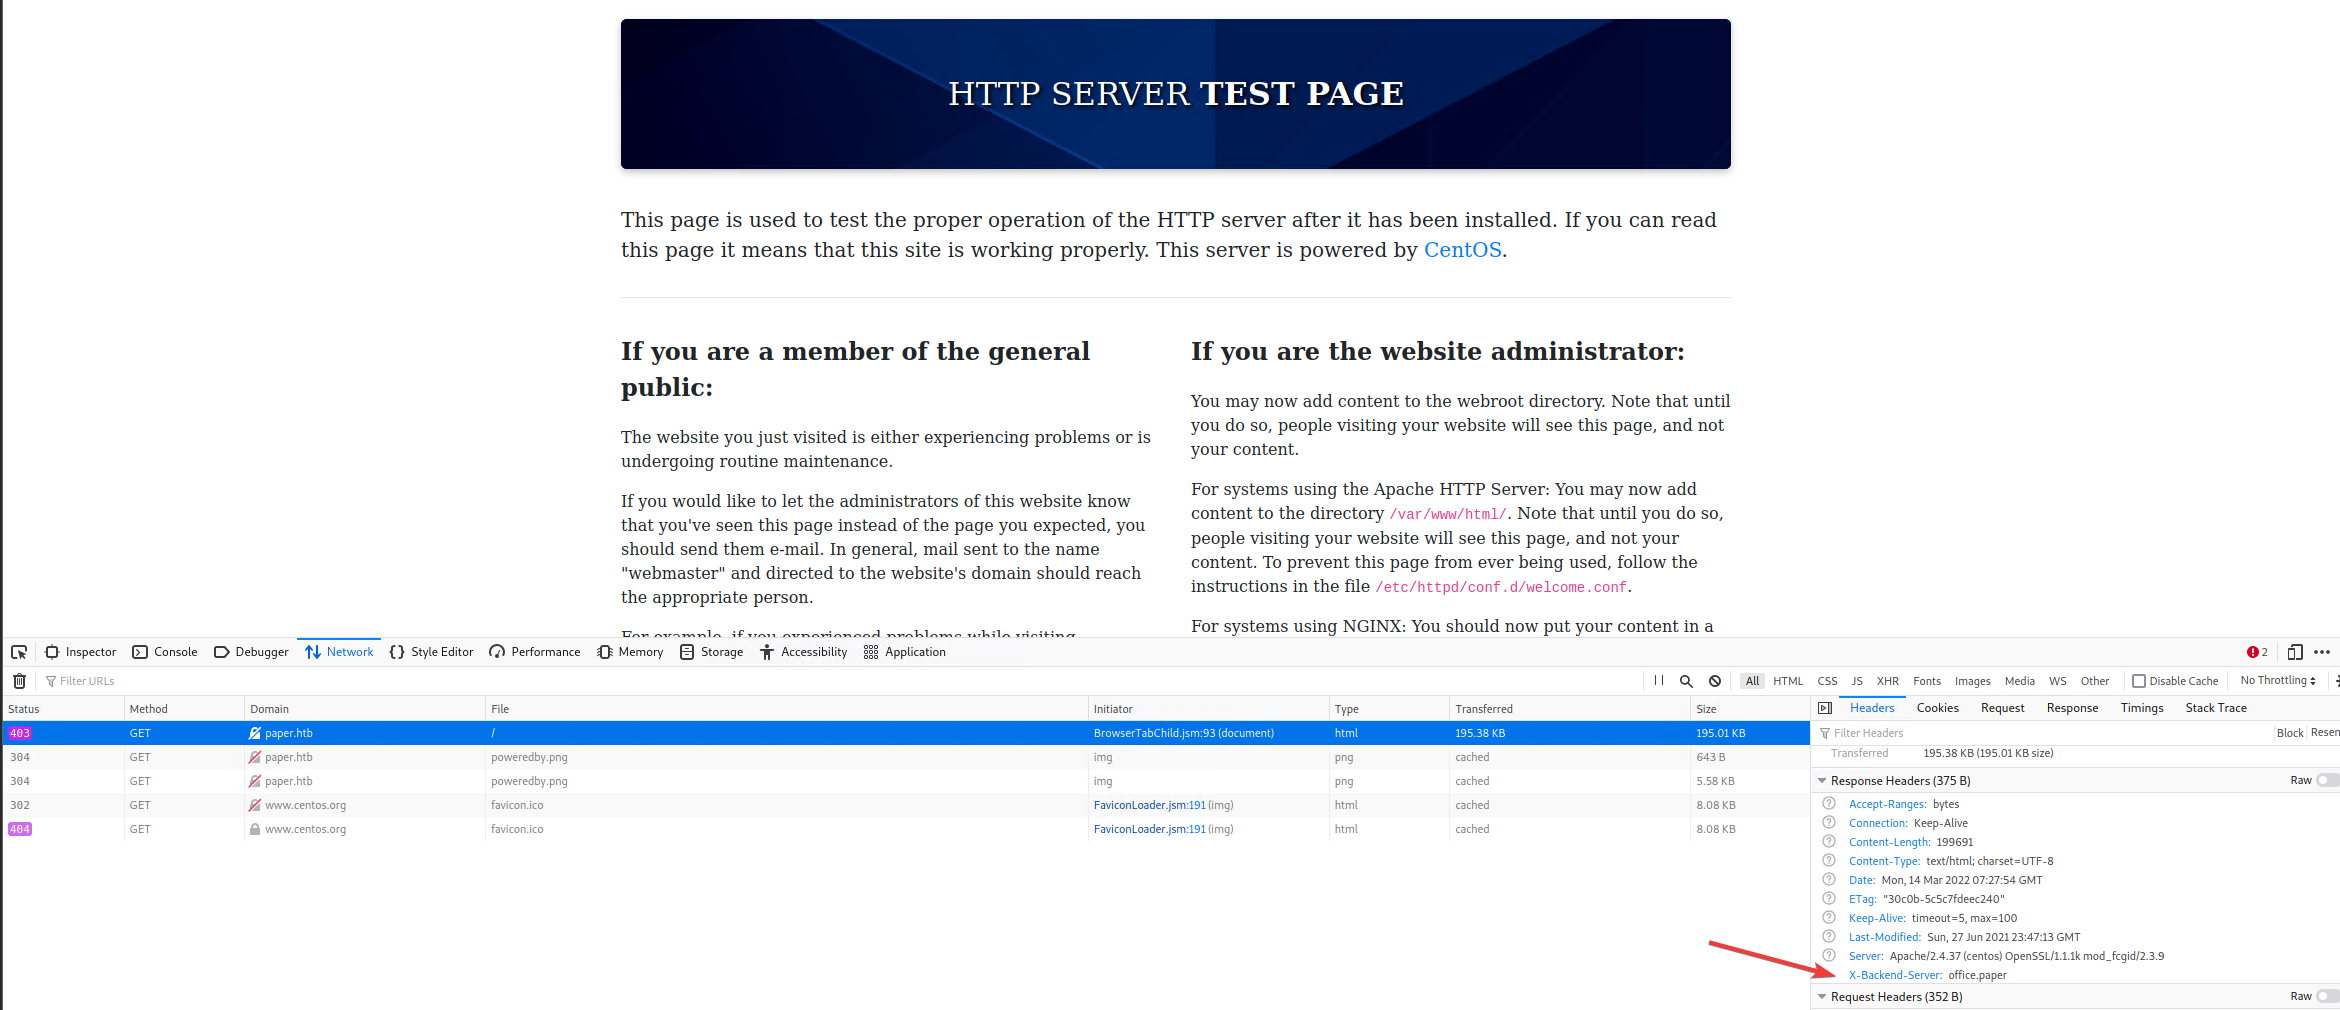 HTTP SERVER TEST PAGE
This page is used to test the proper operation of the HTTP server after it has been installed. If you can read
this page it means that this site is working properly. This server is powered by CentOS.
If you are a member of the general
public:
The website you just visited is either experiencing problems or is
undergoing routine maintenance.
If you would like to let the administrators of this website know
that you've seen this page instead of the page you expected, you
should send them e-mail. In general, mail sent to the name
"webmaster" and directed to the website's domain should reach
the appropriate person.
For example, if you experienced problems while visiting
If you are the website administrator:
You may now add content to the webroot directory. Note that until
you do so, people visiting your website will see this page, and not
your content.
For systems using the Apache HTTP Server: You may now add
content to the directory /var/www/html/. Note that until you do so,
people visiting your website will see this page, and not your
content. To prevent this page from ever being used, follow the
instructions in the file /etc/httpd/conf.d/welcome.conf.
For systems using NGINX: You should now put your content in a
Inspector Console Debugger Network Style Editor Performance Memory Storage Accessibility Application 2
Filter URLs All HTML CSS JS XHR Fonts Images Media WS Other Disable Cache No Throttling
Status Method Domain File Initiator Type Transferred Size
403 GET paper.htb / BrowserTabChild.jsm:93 (document) html 195.38 KB 195.01 KB
304 GET paper.htb poweredby.png img png cached 643 B
304 GET paper.htb poweredby.png img png cached 5.58 KB
302 GET www.centos.org favicon.ico FaviconLoader.jsm:191 (img) html cached 8.08 KB
404 GET www.centos.org favicon.ico FaviconLoader.jsm:191 (img) html cached 8.08 KB
Headers Cookies Request Response Timings Stack Trace
Filter Headers Block Resen
Transferred 195.38 KB (195.01 KB size)
Response Headers (375 B) Raw
Accept-Ranges: bytes
Connection: Keep-Alive
Content-Length: 199691
Content-Type: text/html; charset=UTF-8
Date: Mon, 14 Mar 2022 07:27:54 GMT
ETag: "30c0b-5c5c7fdeec240"
Keep-Alive: timeout=5, max=100
Last-Modified: Sun, 27 Jun 2021 23:47:13 GMT
Server: Apache/2.4.37 (centos) OpenSSL/1.1.1k mod_fcgid/2.3.9
X-Backend-Server: office.paper
Request Headers (352 B) Raw